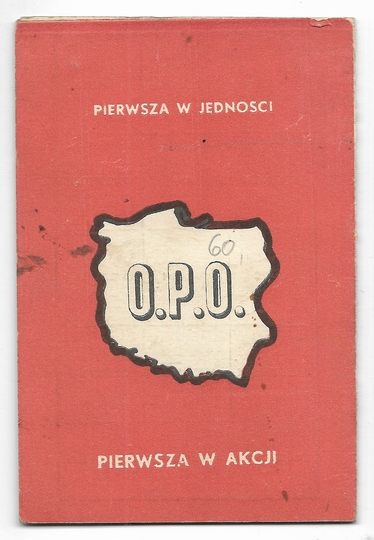 PIERWSZA W JEDNOSCI
60,
O.P.O.
PIERWSZA W AKCJI